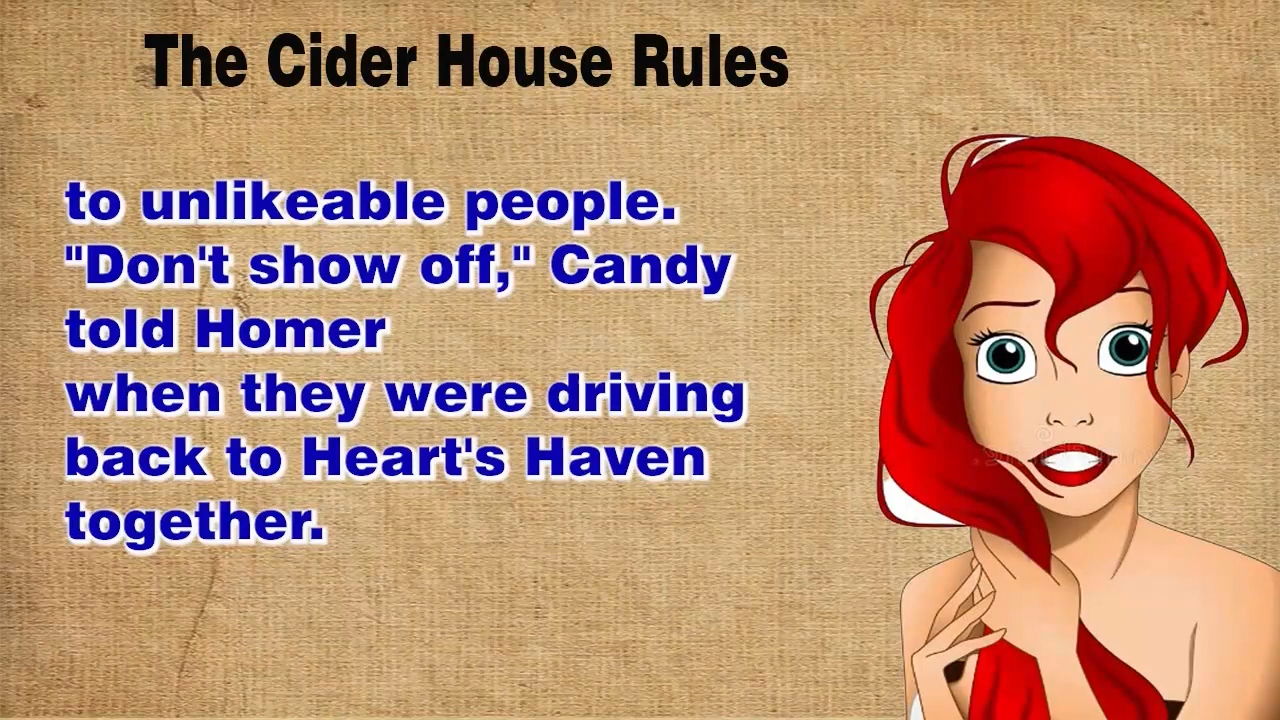 The Cider House Rules
to unlikeable people.
"Don't show off," Candy
told Homer
when they were driving
back to Heart's Haven
together.